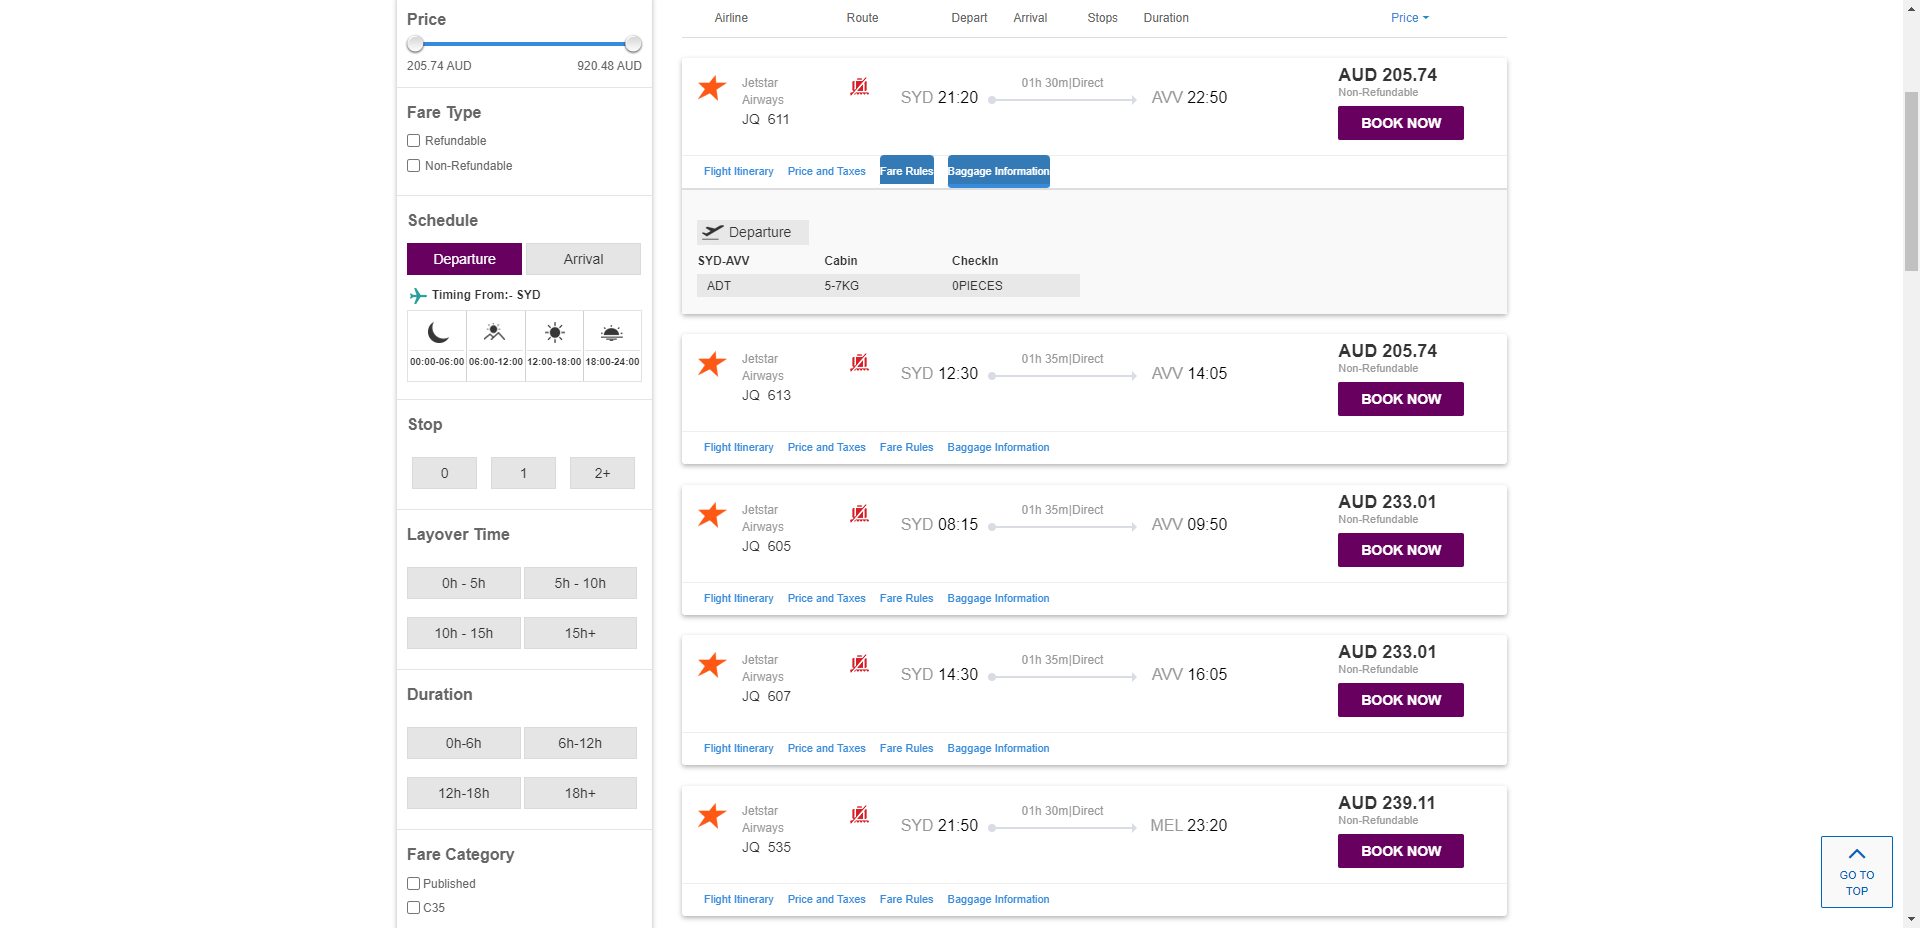 Price
205.74 AUD 920.48 AUD
Fare Type
Refundable
Non-Refundable
Schedule
Departure Arrival
Timing From:- SYD
00:00-06:00 06:00-12:00 12:00-18:00 18:00-24:00
Stop
0 1 2+
Layover Time
0h - 5h 5h - 10h
10h - 15h 15h+
Duration
0h-6h 6h-12h
12h-18h 18h+
Fare Category
Published
C35
Airline Route Depart Arrival Stops Duration Price
Jetstar
Airways
JQ 611
SYD 21:20
01h 30m|Direct
AVV 22:50
AUD 205.74
Non-Refundable
BOOK NOW
Flight Itinerary Price and Taxes Fare Rules Baggage Information
Departure
SYD-AVV Cabin CheckIn
ADT 5-7KG 0PIECES
Jetstar
Airways
JQ 613
SYD 12:30
01h 35m|Direct
AVV 14:05
AUD 205.74
Non-Refundable
BOOK NOW
Flight Itinerary Price and Taxes Fare Rules Baggage Information
Jetstar
Airways
JQ 605
SYD 08:15
01h 35m|Direct
AVV 09:50
AUD 233.01
Non-Refundable
BOOK NOW
Flight Itinerary Price and Taxes Fare Rules Baggage Information
Jetstar
Airways
JQ 607
SYD 14:30
01h 35m|Direct
AVV 16:05
AUD 233.01
Non-Refundable
BOOK NOW
Flight Itinerary Price and Taxes Fare Rules Baggage Information
Jetstar
Airways
JQ 535
SYD 21:50
01h 30m|Direct
MEL 23:20
AUD 239.11
Non-Refundable
BOOK NOW
Flight Itinerary Price and Taxes Fare Rules Baggage Information
GO TO
TOP